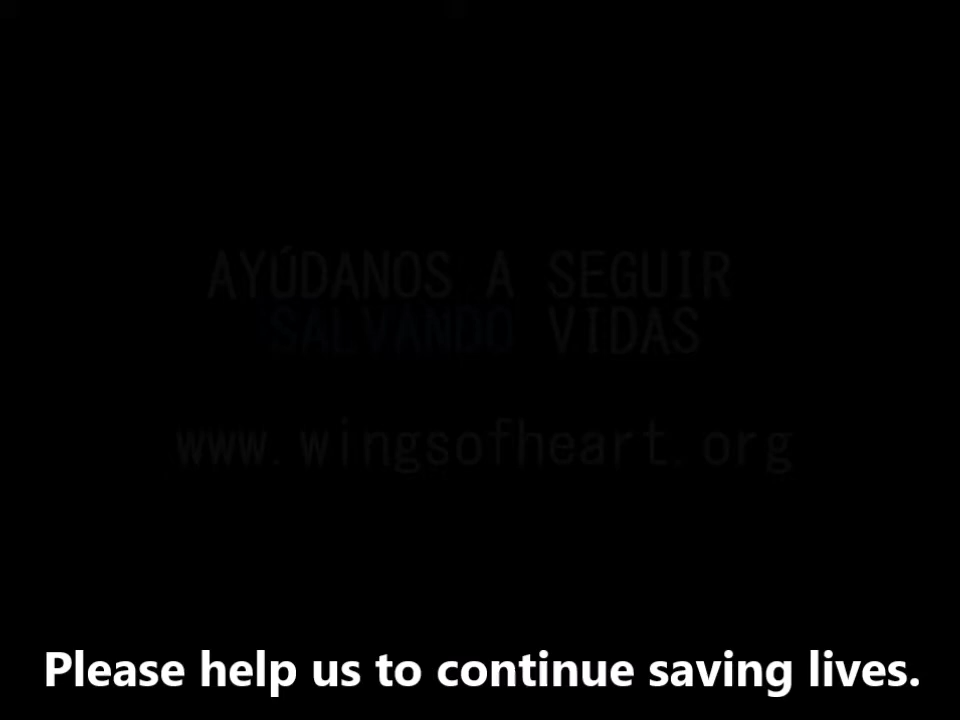 AYÚDANOS A SEGUIR
SALVANDO VIDAS
www.wingsofheart.org
Please help us to continue saving lives.